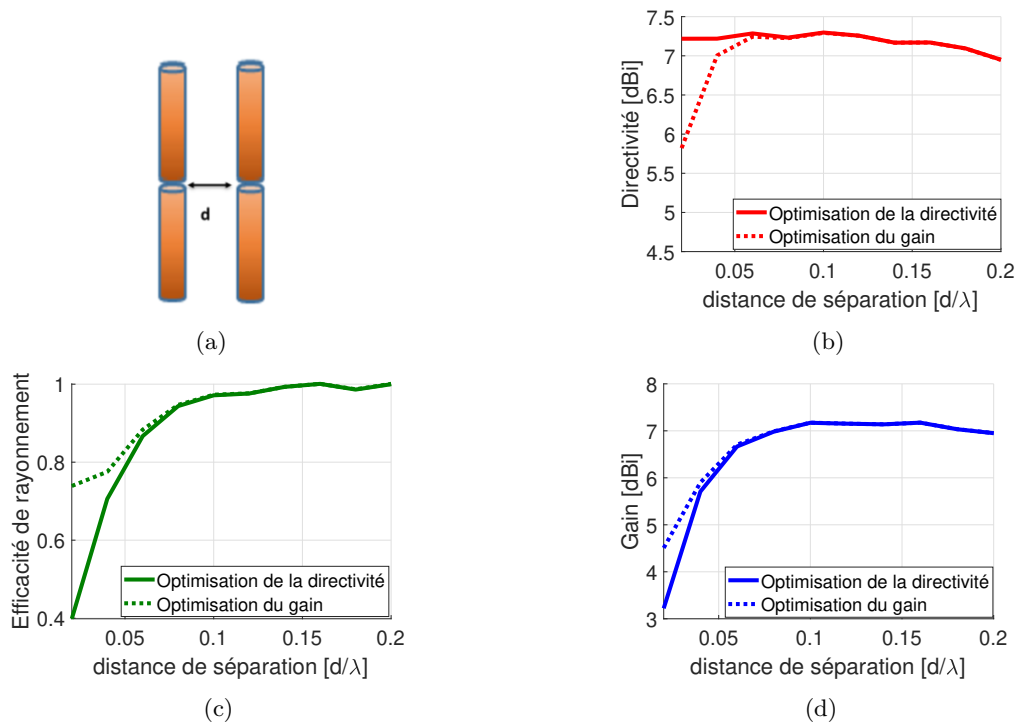 d
(a)
7.5
7
6.5
6
5.5
5
4.5
Directivité [dBi]
Optimisation de la directivité
Optimisation du gain
0.05 0.1 0.15 0.2
distance de séparation [d/λ]
(b)
1
0.8
0.6
0.4
Efficacité de rayonnement
Optimisation de la directivité
Optimisation du gain
0.05 0.1 0.15 0.2
distance de séparation [d/λ]
(c)
8
7
6
5
4
3
Gain [dBi]
Optimisation de la directivité
Optimisation du gain
0.05 0.1 0.15 0.2
distance de séparation [d/λ]
(d)